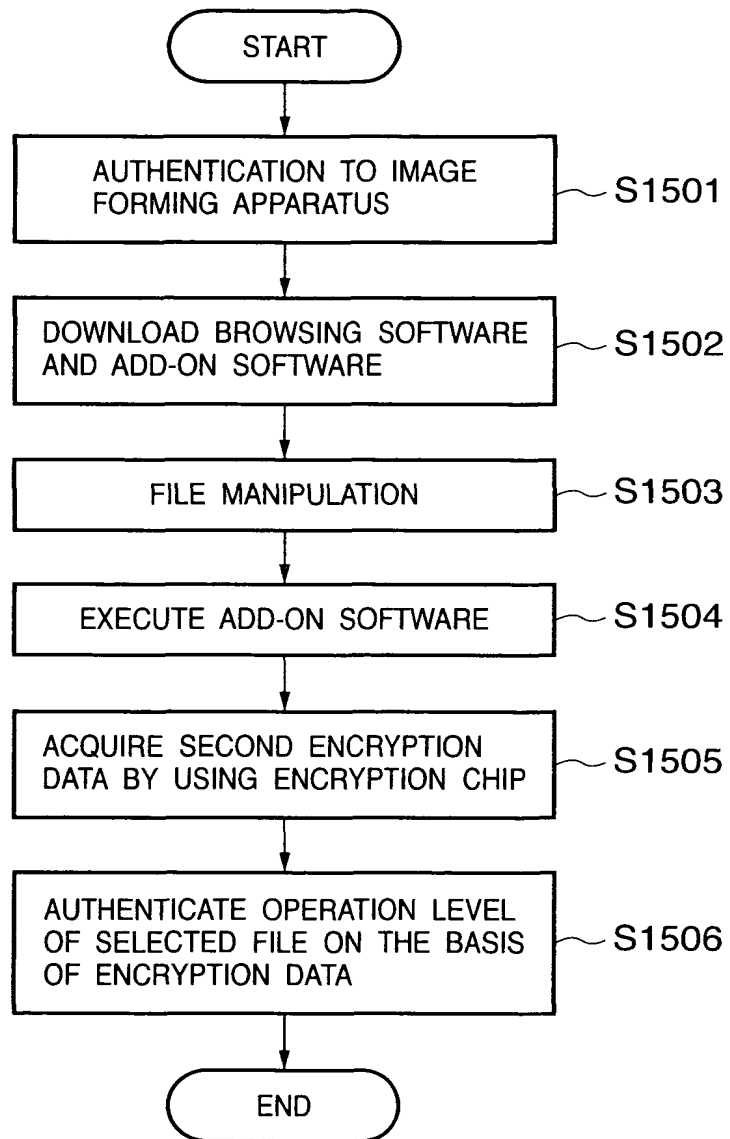 START
AUTHENTICATION TO IMAGE
FORMING APPARATUS
S1501
DOWNLOAD BROWSING SOFTWARE
AND ADD-ON SOFTWARE
S1502
FILE MANIPULATION
S1503
EXECUTE ADD-ON SOFTWARE
S1504
ACQUIRE SECOND ENCRYPTION
DATA BY USING ENCRYPTION CHIP
S1505
AUTHENTICATE OPERATION LEVEL
OF SELECTED FILE ON THE BASIS
OF ENCRYPTION DATA
S1506
END